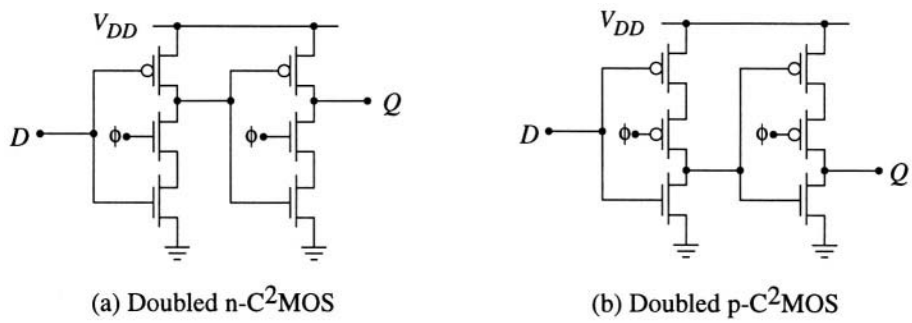 V_DD
D
ϕ
ϕ
Q
(a) Doubled n-C²MOS
V_DD
D
ϕ
ϕ
Q
(b) Doubled p-C²MOS